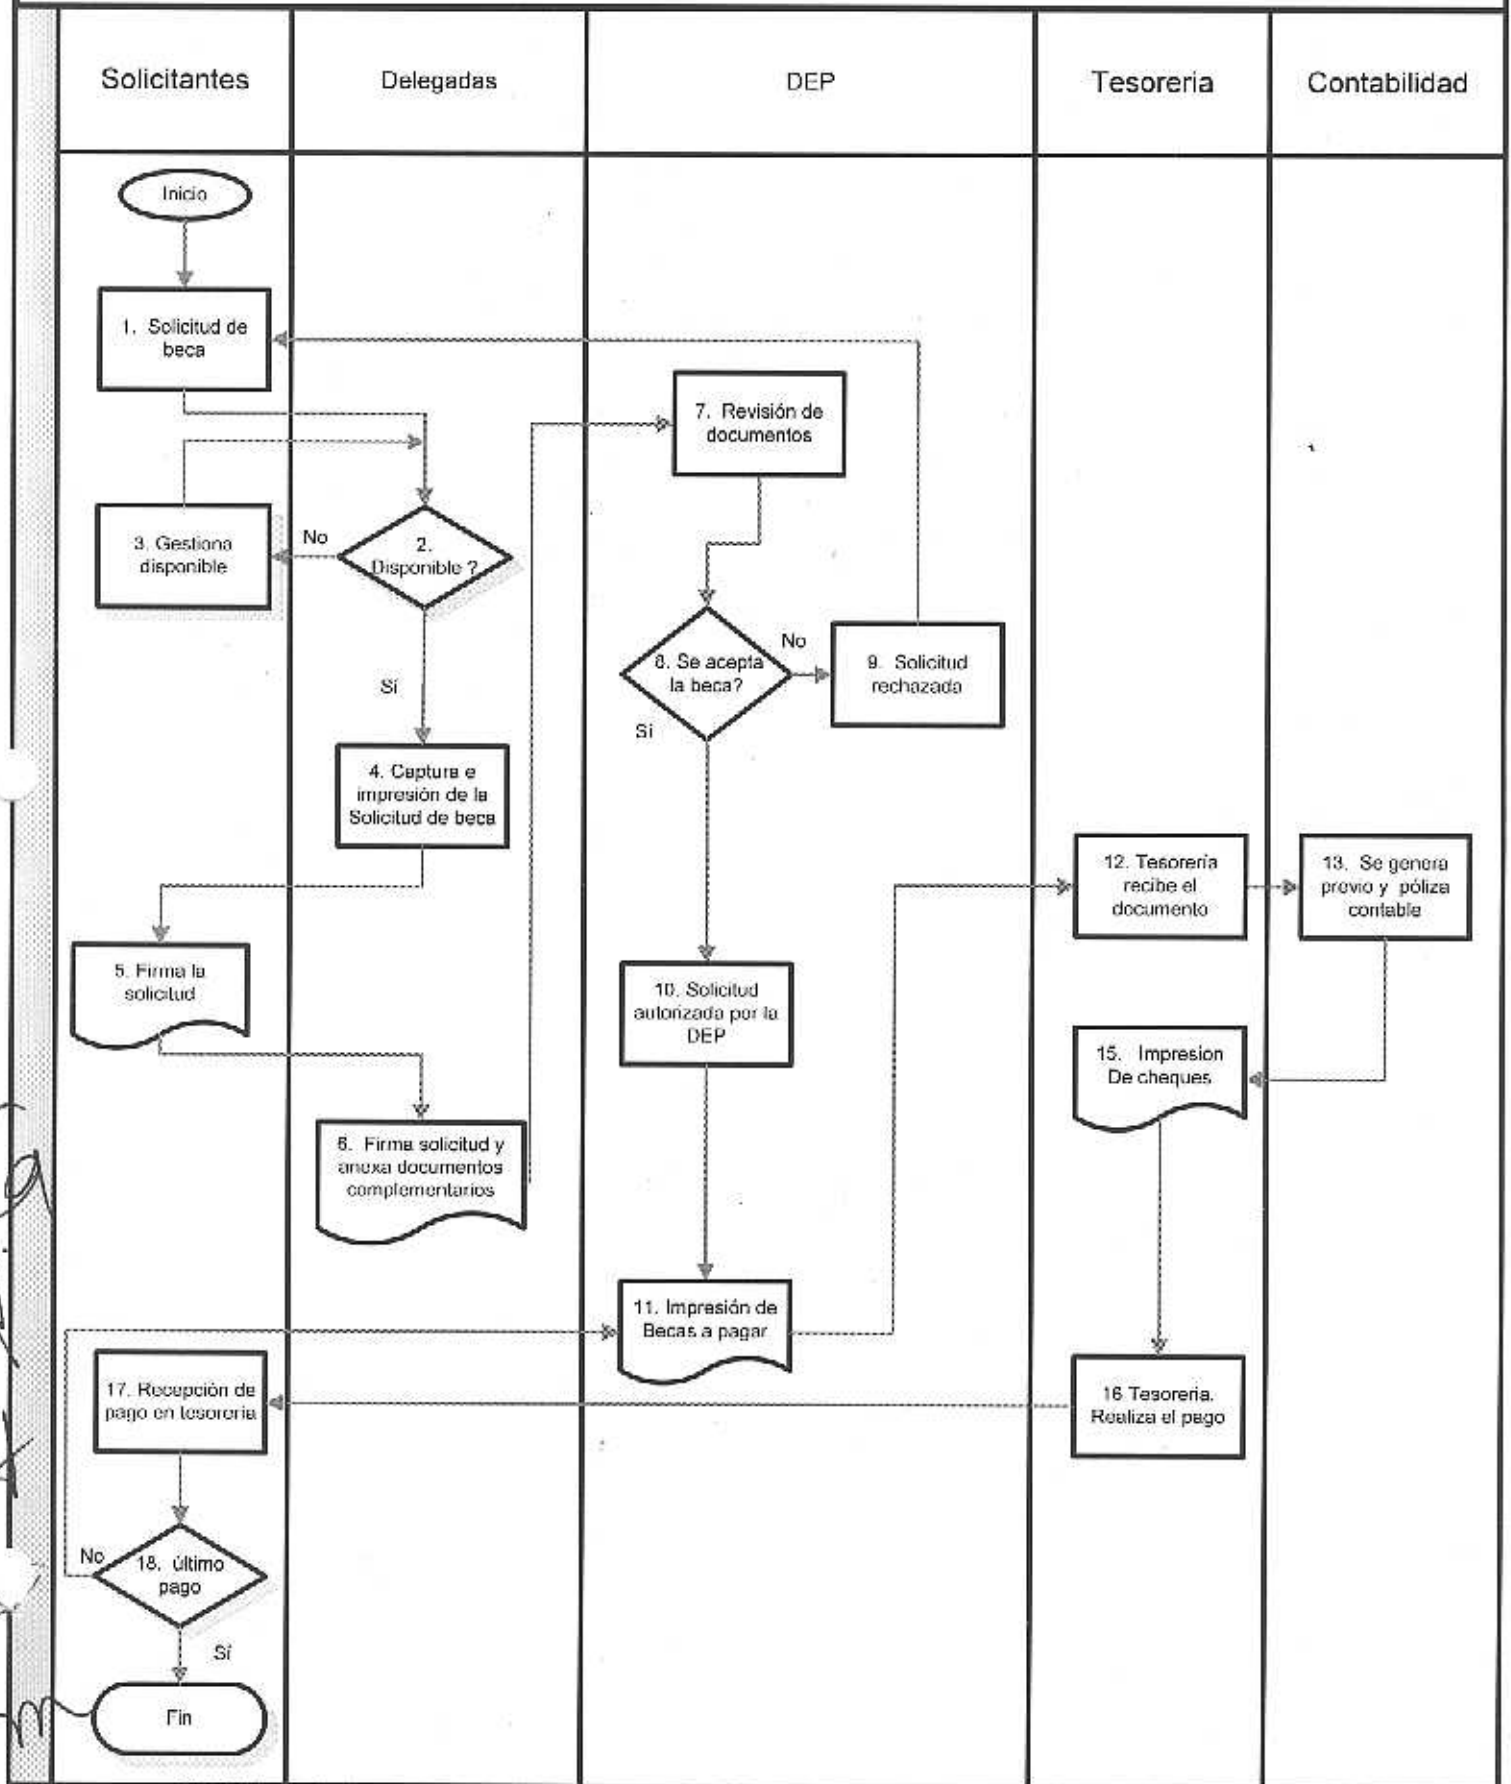 Solicitantes
Delegadas
DEP
Tesoreria
Contabilidad
Inicio
1. Solicitud de
beca
7. Revisión de
documentos
3. Gestiona
disponible
No
2.
Disponible ?
Sí
8. Se acepta
la beca?
No
Sí
9. Solicitud
rechazada
4. Captura e
impresión de la
Solicitud de beca
12. Tesorería
recibe el
documento
13. Se genera
previo y póliza
contable
5. Firma la
solicitud
10. Solicitud
autorizada por la
DEP
15. Impresion
De cheques
6. Firma solicitud y
anexa documentos
complementarios
11. Impresión de
Becas a pagar
17. Recepción de
pago en tesoreria
16 Tesoreria.
Realiza el pago
No
18. último
pago
Sí
Fin